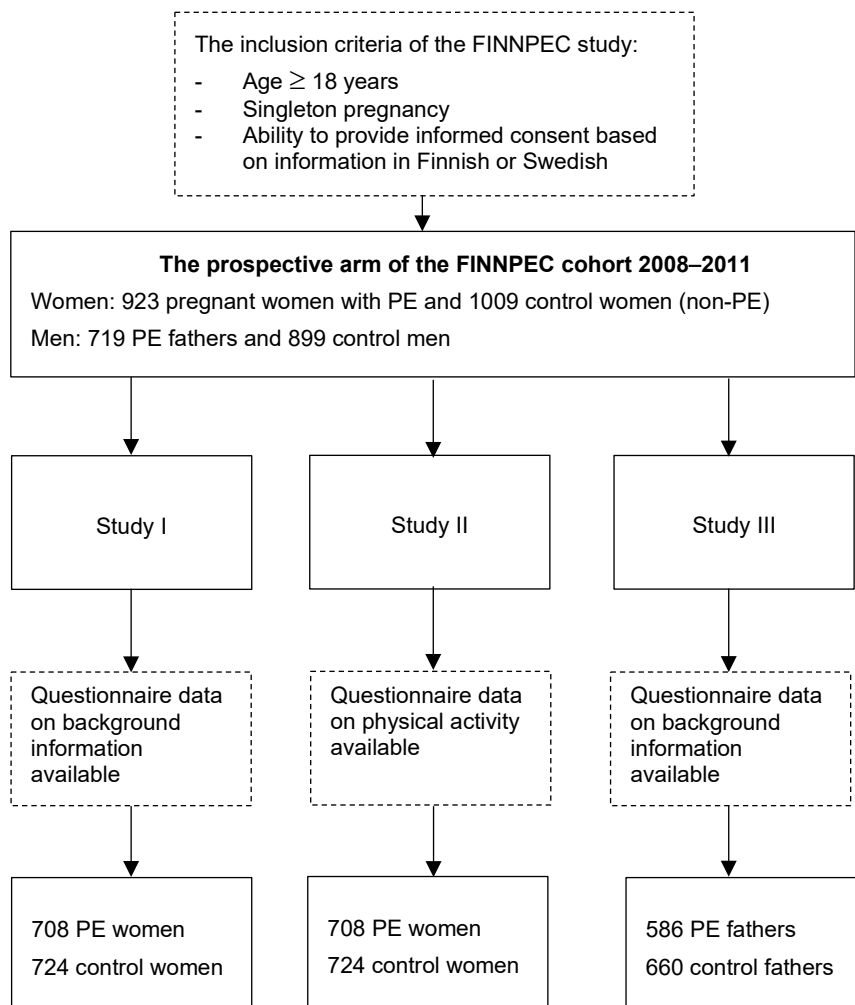 The inclusion criteria of the FINNPEC study:
- Age ≥ 18 years
- Singleton pregnancy
- Ability to provide informed consent based
on information in Finnish or Swedish
The prospective arm of the FINNPEC cohort 2008–2011
Women: 923 pregnant women with PE and 1009 control women (non-PE)
Men: 719 PE fathers and 899 control men
Study I
Study II
Study III
Questionnaire data
on background
information
available
Questionnaire data
on physical activity
available
Questionnaire data
on background
information
available
708 PE women
724 control women
708 PE women
724 control women
586 PE fathers
660 control fathers